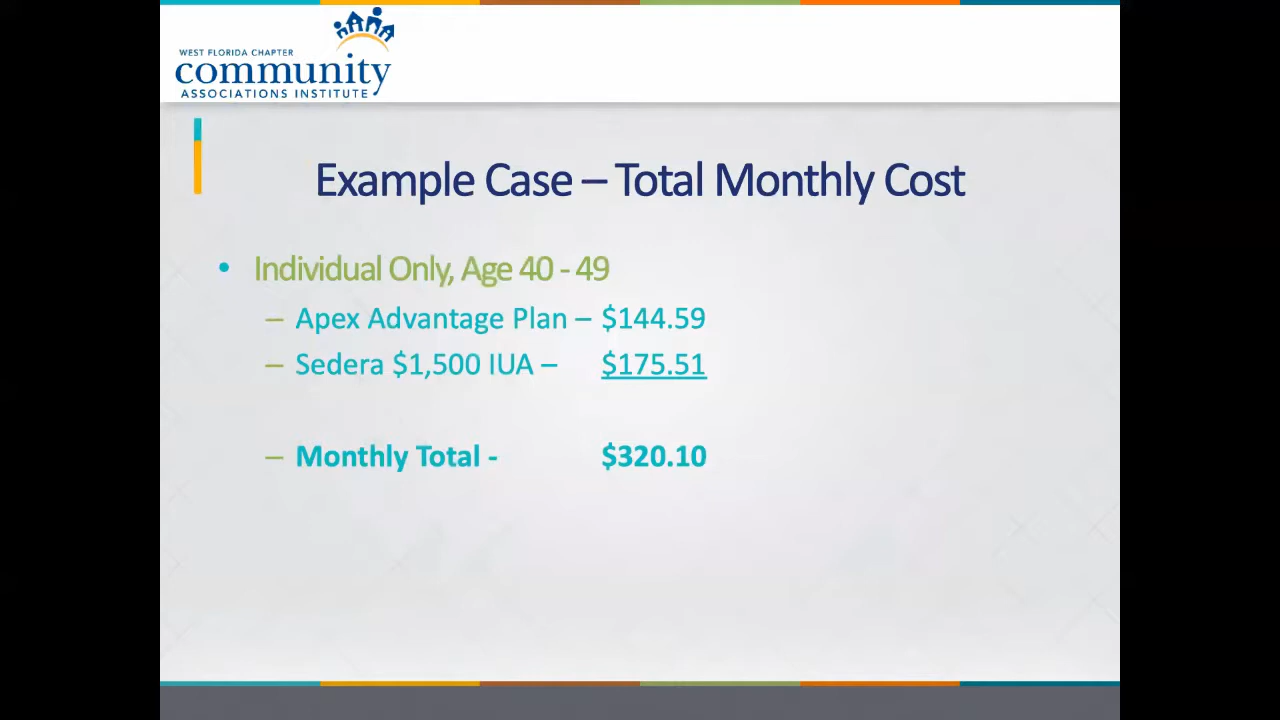 WEST FLORIDA CHAPTER
community
ASSOCIATIONS INSTITUTE
Example Case – Total Monthly Cost
• Individual Only, Age 40 - 49
– Apex Advantage Plan – $144.59
– Sedera $1,500 IUA – $175.51
– Monthly Total - $320.10